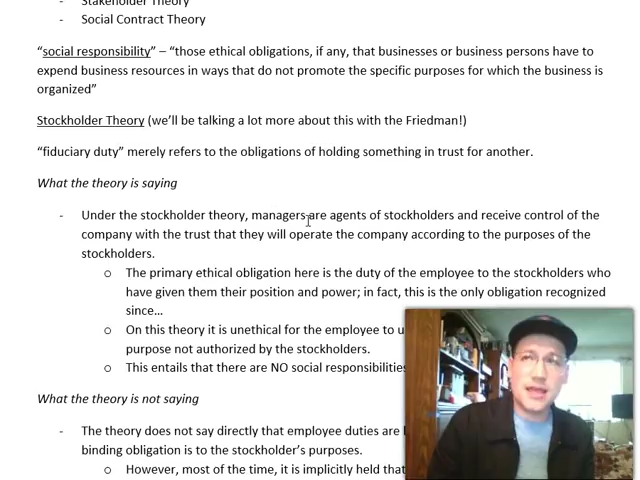 - Stakeholder Theory
- Social Contract Theory
“social responsibility” – “those ethical obligations, if any, that businesses or business persons have to
expend business resources in ways that do not promote the specific purposes for which the business is
organized”
Stockholder Theory (we’ll be talking a lot more about this with the Friedman!)
“fiduciary duty” merely refers to the obligations of holding something in trust for another.
What the theory is saying
- Under the stockholder theory, managers are agents of stockholders and receive control of the
company with the trust that they will operate the company according to the purposes of the
stockholders.
o The primary ethical obligation here is the duty of the employee to the stockholders who
have given them their position and power; in fact, this is the only obligation recognized
since…
o On this theory it is unethical for the employee to
purpose not authorized by the stockholders.
o This entails that there are NO social responsibilities
What the theory is not saying
- The theory does not say directly that employee duties are
binding obligation is to the stockholder’s purposes.
o However, most of the time, it is implicitly held that